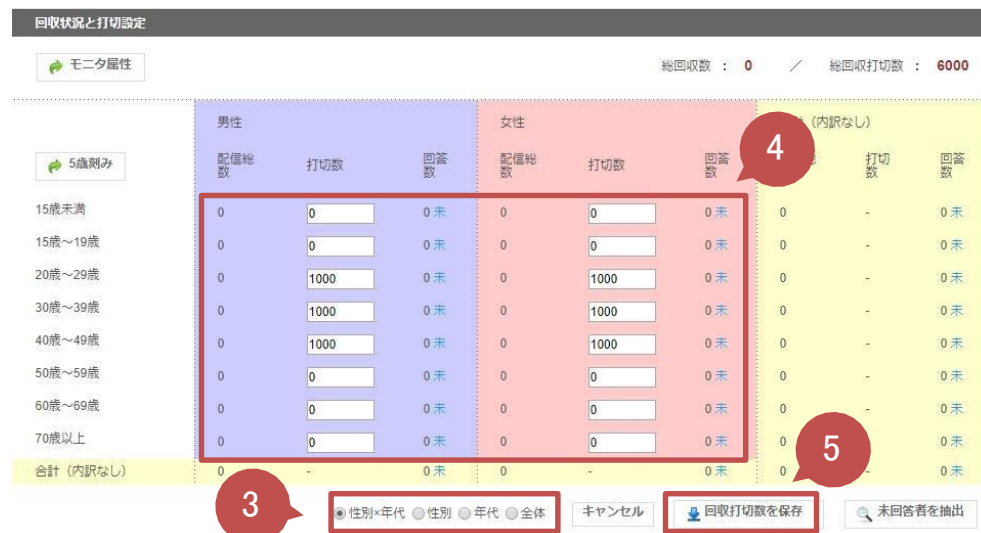 回収状況と打切設定
モニタ属性 総回収数 : 0 / 総回収打切数 : 6000
男性 女性 (内訳なし)
5歳刻み 配信総数 打切数 回答数 配信総数 打切数 回答数 4 打切数 回答数
15歳未満 0 0 0 未 0 0 0 未 0 - 0 未
15歳~19歳 0 0 0 未 0 0 0 未 0 - 0 未
20歳~29歳 0 1000 0 未 0 1000 0 未 0 - 0 未
30歳~39歳 0 1000 0 未 0 1000 0 未 0 - 0 未
40歳~49歳 0 1000 0 未 0 1000 0 未 0 - 0 未
50歳~59歳 0 0 0 未 0 0 0 未 0 - 0 未
60歳~69歳 0 0 0 未 0 0 0 未 0 - 0 未
70歳以上 0 0 0 未 0 0 0 未 0 5 0 未
合計(内訳なし) 0 - 0 未 0 - 0 未 0 - 0 未
3 性別×年代 性別 年代 全体 キャンセル 回収打切数を保存 未回答者を抽出